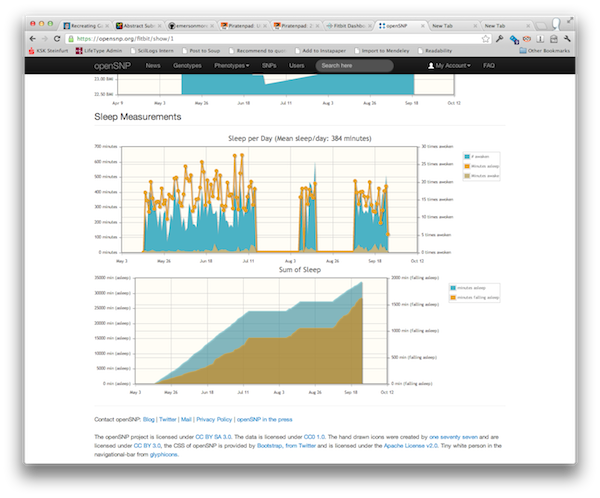 Recreating Ga
Abstract Subm
emersonmon
Piratenpad: /
Piratenpad: 2
Fitbit Dashbo
openSNP
New Tab
New Tab
https://opensnp.org/fitbit/show/1
KSK Steinfurt
LifeType Admin
SciLogs Intern
Post to Soup
Recommend to quote
Add to Instapaper
Import to Mendeley
Readability
Other Bookmarks
openSNP News Genotypes Phenotypes SNPs Users Search here My Account FAQ
23.00 BMI
22.50 BMI
Apr 9 May 3 May 26 Jun 18 Jul 11 Aug 3 Aug 26 Sep 18 Oct 12
Sleep Measurements
Sleep per Day (Mean sleep/day: 384 minutes)
700 minutes 30 times awoken
600 minutes 25 times awoken
500 minutes 20 times awoken
400 minutes
300 minutes 15 times awoken
200 minutes 10 times awoken
100 minutes 5 times awoken
0 minutes 0 times awoken
# awoken
Minutes asleep
Minutes awake
May 3 May 26 Jun 18 Jul 11 Aug 3 Aug 26 Sep 18 Oct 12
Sum of Sleep
35000 min (asleep) 2000 min (falling asleep)
30000 min (asleep)
25000 min (asleep) 1500 min (falling asleep)
20000 min (asleep)
15000 min (asleep) 1000 min (falling asleep)
10000 min (asleep)
5000 min (asleep) 500 min (falling asleep)
0 min (asleep) 0 min (falling asleep)
minutes asleep
minutes falling asleep
May 3 May 26 Jun 18 Jul 11 Aug 3 Aug 26 Sep 18 Oct 12
Contact openSNP: Blog | Twitter | Mail | Privacy Policy | openSNP in the press
The openSNP project is licensed under CC BY SA 3.0. The data is licensed under CC0 1.0. The hand drawn icons were created by one seventy seven and are
licensed under CC BY 3.0, the CSS of openSNP is provided by Bootstrap, from Twitter and is licensed under the Apache License v2.0. Tiny white person in the
navigational-bar from glyphicons.